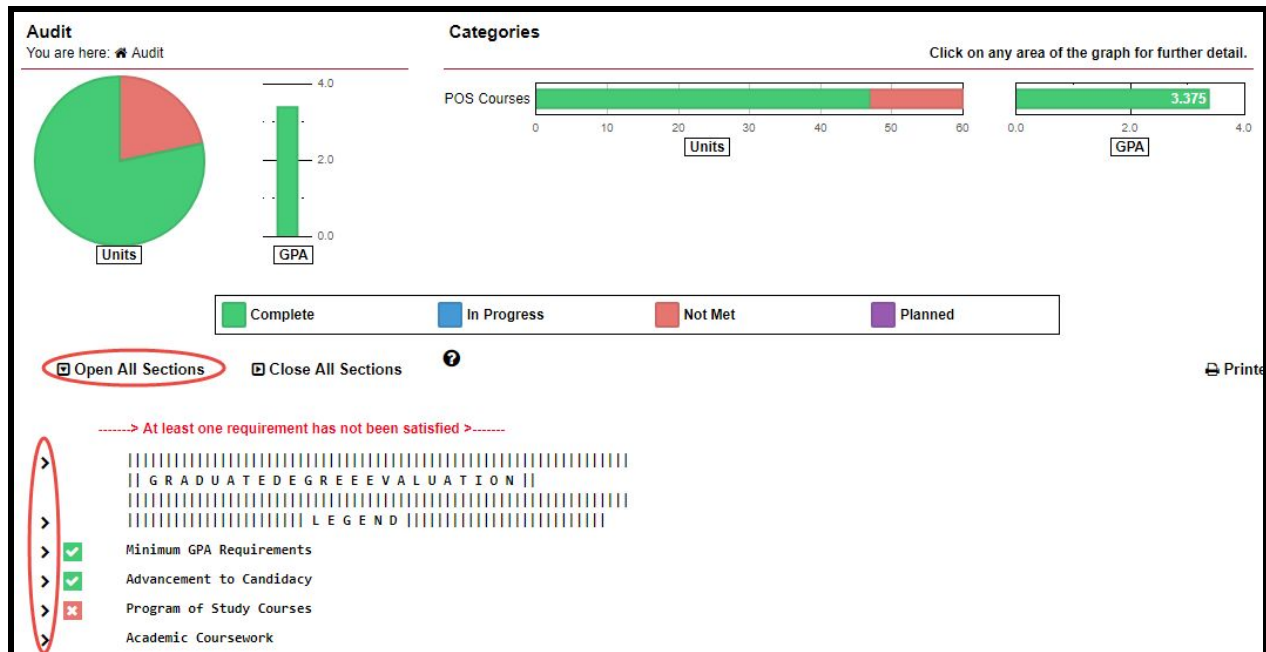 Audit
You are here: Audit
Categories
Click on any area of the graph for further detail.
4.0
2.0
0.0
Units
GPA
POS Courses
0 10 20 30 40 50 60
Units
3.375
0.0 2.0 4.0
GPA
Complete In Progress Not Met Planned
Open All Sections Close All Sections ? Printe
-------> At least one requirement has not been satisfied >-------
|||||||||||||||||||||||||||||||||||||||||||||||||||||||||||||||||
|| G R A D U A T E D E G R E E E V A L U A T I O N ||
|||||||||||||||||||||||||||||||||||||||||||||||||||||||||||||||||
||||||||||||||||||||||| L E G E N D ||||||||||||||||||||||||||
Minimum GPA Requirements
Advancement to Candidacy
Program of Study Courses
Academic Coursework